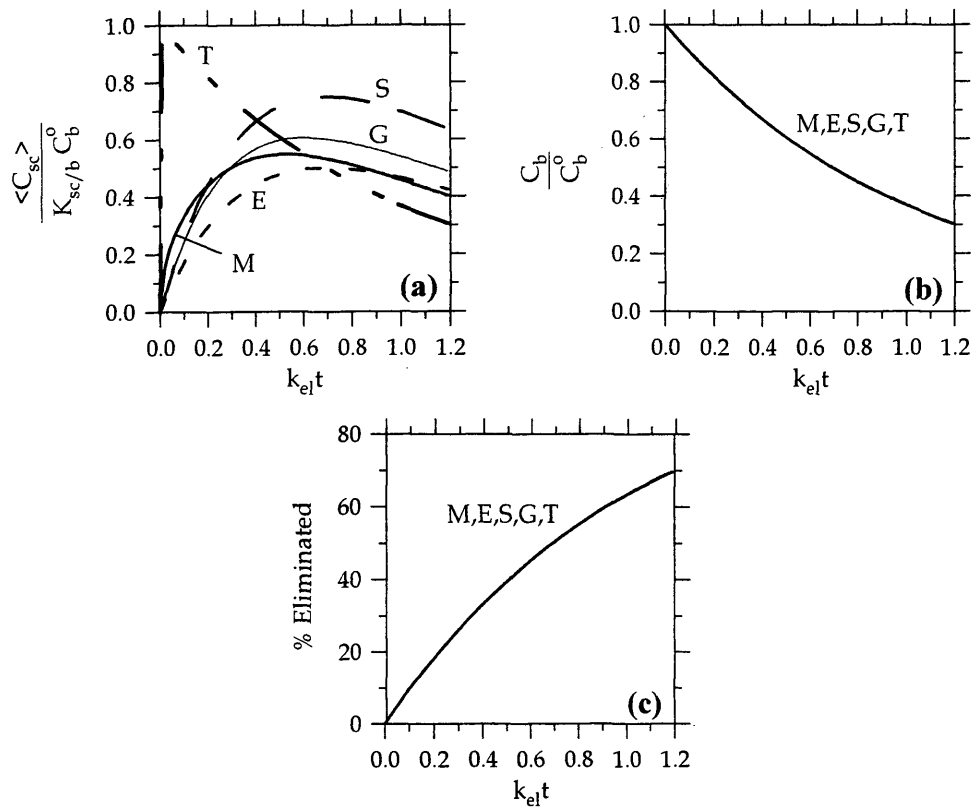 1.0
0.8
0.6
0.4
0.2
0.0
<C_sc>
K_sc/b C_b^o
T
S
G
E
M
(a)
0.0 0.2 0.4 0.6 0.8 1.0 1.2
k_el t
1.0
0.8
0.6
0.4
0.2
0.0
C_b
C_b^o
M,E,S,G,T
(b)
0.0 0.2 0.4 0.6 0.8 1.0 1.2
k_el t
80
60
40
20
0
% Eliminated
M,E,S,G,T
(c)
0.0 0.2 0.4 0.6 0.8 1.0 1.2
k_el t